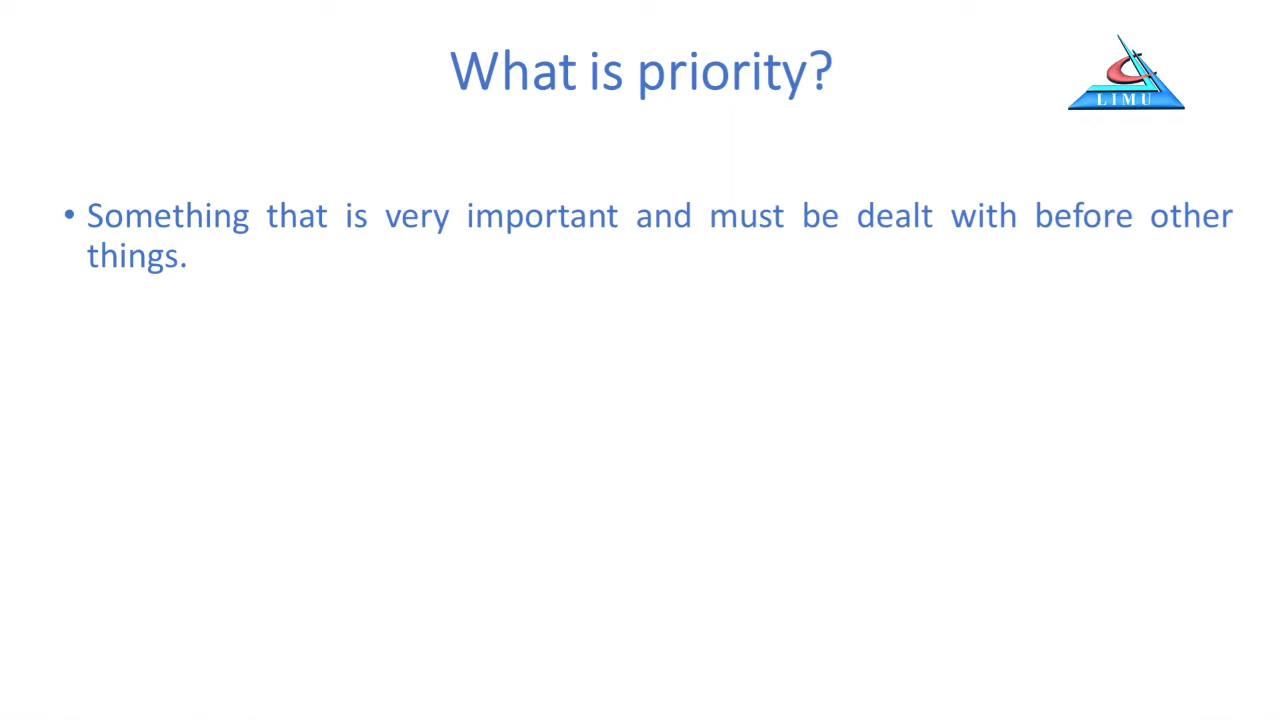 What is priority?
LIMU
• Something that is very important and must be dealt with before other
things.